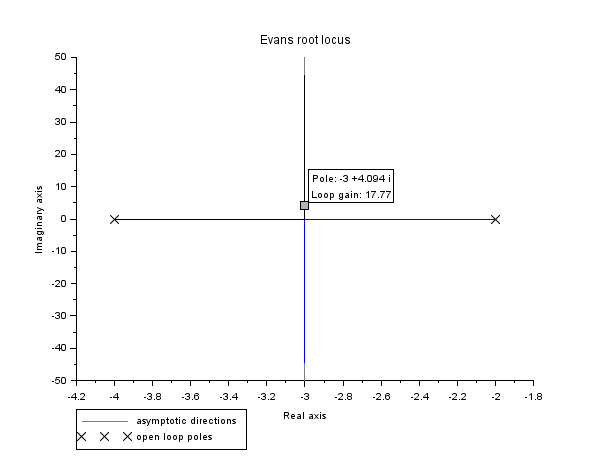 Evans root locus
50
40
30
20
10
0
-10
-20
-30
-40
-50
Imaginary axis
Pole: -3 +4.094 i
Loop gain: 17.77
-4.2 -4 -3.8 -3.6 -3.4 -3.2 -3 -2.8 -2.6 -2.4 -2.2 -2 -1.8
Real axis
asymptotic directions
open loop poles